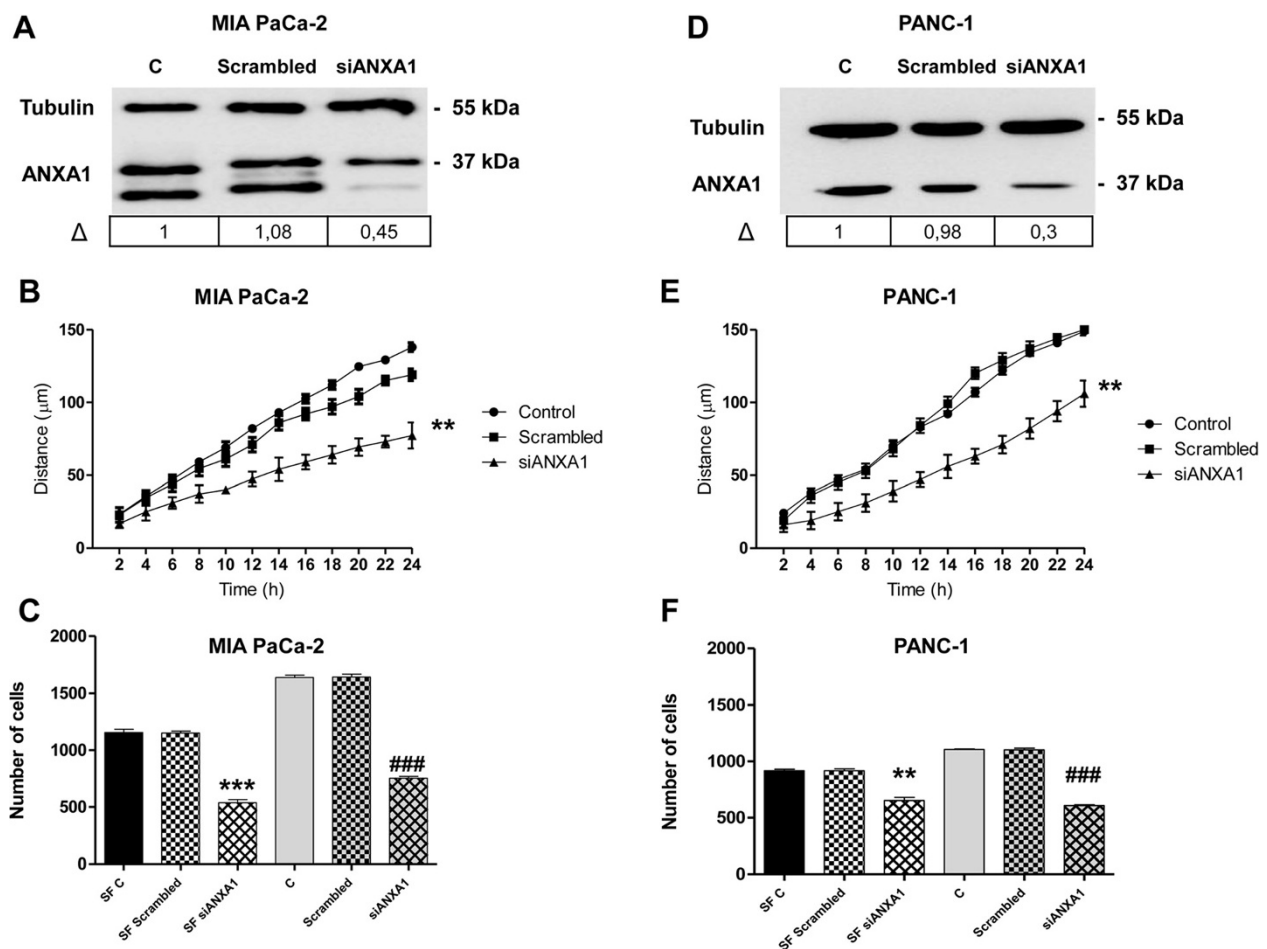 A
MIA PaCa-2
C Scrambled siANXA1
Tubulin - 55 kDa
ANXA1 - 37 kDa
Δ 1 1,08 0,45
D
PANC-1
C Scrambled siANXA1
Tubulin - 55 kDa
ANXA1 - 37 kDa
Δ 1 0,98 0,3
B
MIA PaCa-2
Distance (μm)
150
100
50
0
2 4 6 8 10 12 14 16 18 20 22 24
Time (h)
**
Control
Scrambled
siANXA1
E
PANC-1
Distance (μm)
150
100
50
0
2 4 6 8 10 12 14 16 18 20 22 24
Time (h)
**
Control
Scrambled
siANXA1
C
MIA PaCa-2
Number of cells
2000
1500
1000
500
0
***
###
SF C
SF Scrambled
SF siANXA1
C
Scrambled
siANXA1
F
PANC-1
Number of cells
2000
1500
1000
500
0
**
###
SF C
SF Scrambled
SF siANXA1
C
Scrambled
siANXA1